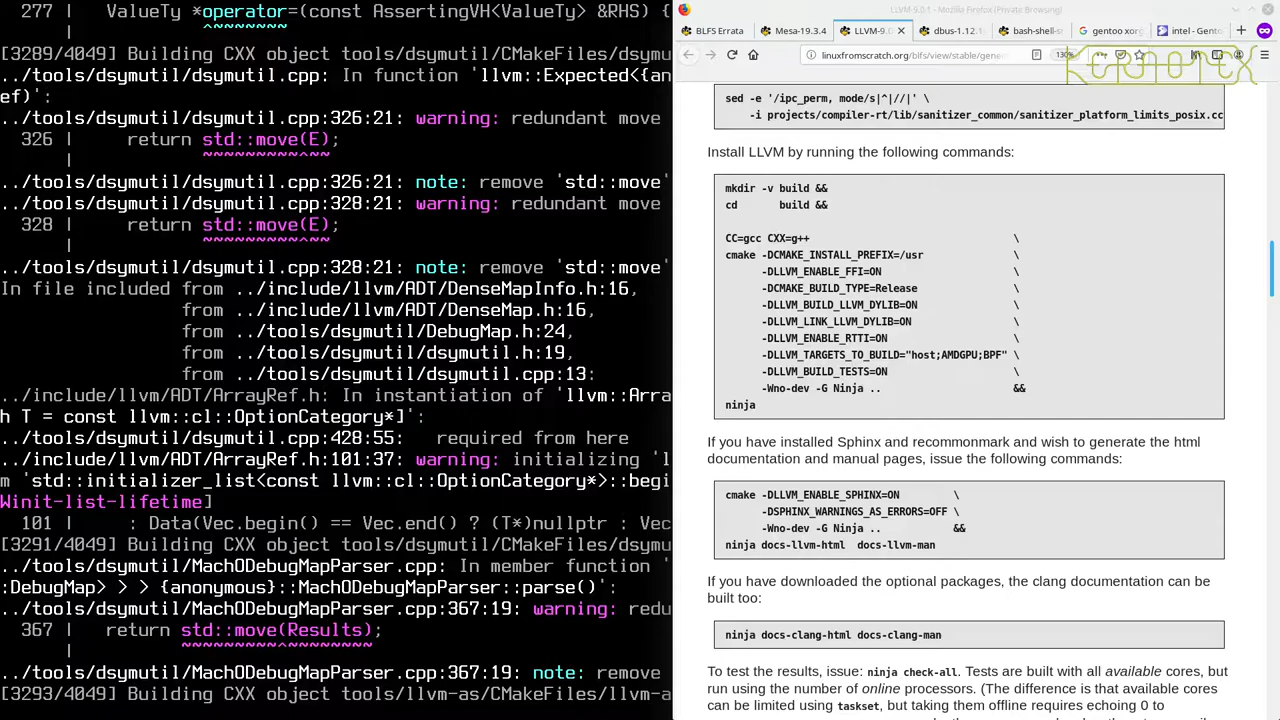 277 |   ValueTy *operator=(const AssertingVH<ValueTy> &RHS) {
|            ~~~~~~~~
[3289/4049] Building CXX object tools/dsymutil/CMakeFiles/dsymu
../tools/dsymutil/dsymutil.cpp: In function 'llvm::Expected<{an
ef)':
../tools/dsymutil/dsymutil.cpp:326:21: warning: redundant move
326 |     return std::move(E);
|            ~~~~~~~~~^~~
../tools/dsymutil/dsymutil.cpp:326:21: note: remove 'std::move'
../tools/dsymutil/dsymutil.cpp:328:21: warning: redundant move
328 |     return std::move(E);
|            ~~~~~~~~~^~~
../tools/dsymutil/dsymutil.cpp:328:21: note: remove 'std::move'
In file included from ../include/llvm/ADT/DenseMapInfo.h:16,
from ../include/llvm/ADT/DenseMap.h:16,
from ../tools/dsymutil/DebugMap.h:24,
from ../tools/dsymutil/dsymutil.h:19,
from ../tools/dsymutil/dsymutil.cpp:13:
../include/llvm/ADT/ArrayRef.h: In instantiation of 'llvm::Arra
h T = const llvm::cl::OptionCategory*]':
../tools/dsymutil/dsymutil.cpp:428:55:   required from here
../include/llvm/ADT/ArrayRef.h:101:37: warning: initializing 'l
m 'std::initializer_list<const llvm::cl::OptionCategory*>::begi
Winit-list-lifetime]
101 |     : Data(Vec.begin() == Vec.end() ? (T*)nullptr : Vec
[3291/4049] Building CXX object tools/dsymutil/CMakeFiles/dsymu
../tools/dsymutil/MachODebugMapParser.cpp: In member function '
:DebugMap> > > {anonymous}::MachODebugMapParser::parse()':
../tools/dsymutil/MachODebugMapParser.cpp:367:19: warning: redu
367 |   return std::move(Results);
|          ~~~~~~~~~^~~~~~~~~
../tools/dsymutil/MachODebugMapParser.cpp:367:19: note: remove
[3293/4049] Building CXX object tools/llvm-as/CMakeFiles/llvm-a
LLVM-9.0.1 - Mozilla Firefox (Private Browsing)
BLFS Errata
Mesa-19.3.4
LLVM-9.0
dbus-1.12.1
bash-shell-s
gentoo xorg
intel - Gento
linuxfromscratch.org/blfs/view/stable/gene
130%
KERNOTEX
sed -e '/ipc_perm, mode/s|^|//|' \
-i projects/compiler-rt/lib/sanitizer_common/sanitizer_platform_limits_posix.cc
Install LLVM by running the following commands:
mkdir -v build &&
cd       build &&
CC=gcc CXX=g++ \
cmake -DCMAKE_INSTALL_PREFIX=/usr \
-DLLVM_ENABLE_FFI=ON \
-DCMAKE_BUILD_TYPE=Release \
-DLLVM_BUILD_LLVM_DYLIB=ON \
-DLLVM_LINK_LLVM_DYLIB=ON \
-DLLVM_ENABLE_RTTI=ON \
-DLLVM_TARGETS_TO_BUILD="host;AMDGPU;BPF" \
-DLLVM_BUILD_TESTS=ON \
-Wno-dev -G Ninja .. &&
ninja
If you have installed Sphinx and recommonmark and wish to generate the html
documentation and manual pages, issue the following commands:
cmake -DLLVM_ENABLE_SPHINX=ON \
-DSPHINX_WARNINGS_AS_ERRORS=OFF \
-Wno-dev -G Ninja .. &&
ninja docs-llvm-html  docs-llvm-man
If you have downloaded the optional packages, the clang documentation can be
built too:
ninja docs-clang-html docs-clang-man
To test the results, issue: ninja check-all. Tests are built with all available cores, but
run using the number of online processors. (The difference is that available cores
can be limited using taskset, but taking them offline requires echoing 0 to